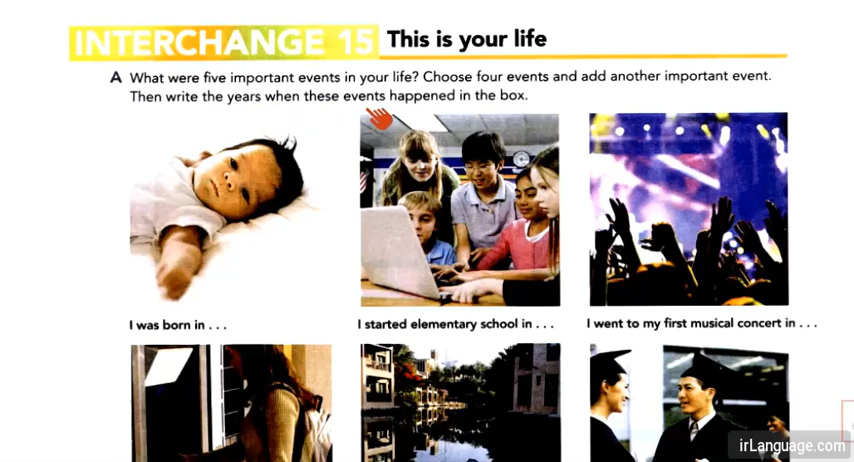 INTERCHANGE 15 This is your life
A What were five important events in your life? Choose four events and add another important event.
Then write the years when these events happened in the box.
I was born in . . .
I started elementary school in . . .
I went to my first musical concert in . . .
irLanguage.com